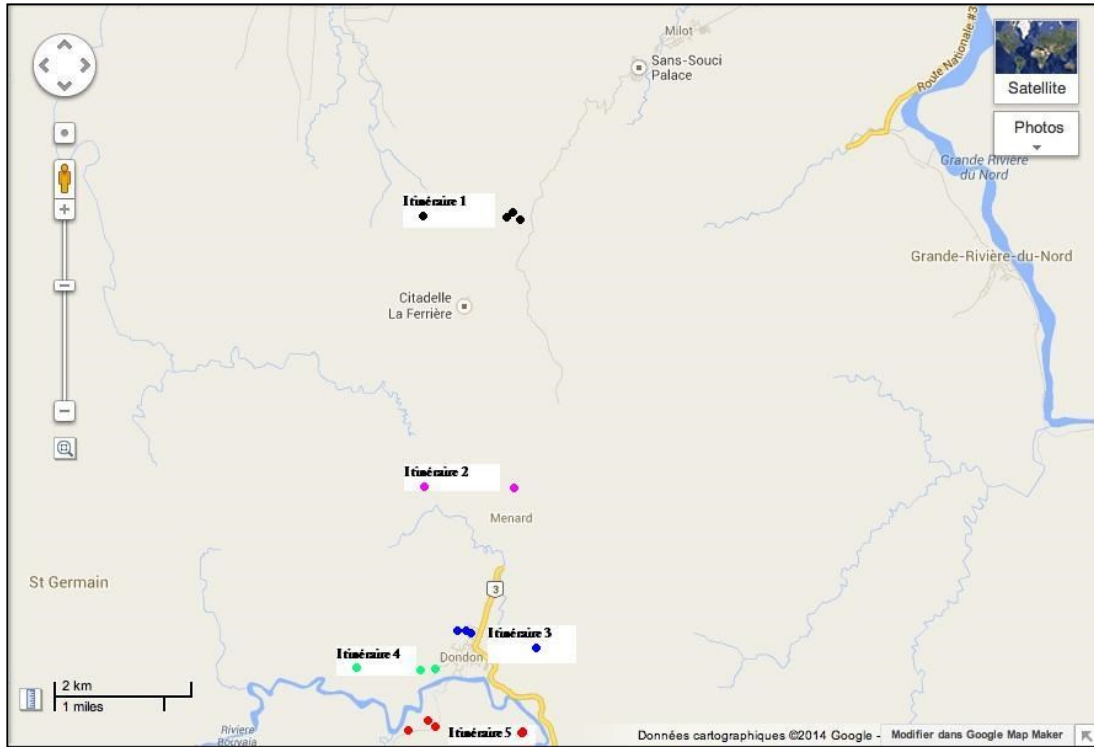 Milot
Sans-Souci
Palace
Route Nationale #3
Satellite
Photos
Grande Rivière
du Nord
Itinéraire 1
Grande-Rivière-du-Nord
Citadelle
La Ferrière
Itinéraire 2
Menard
St Germain
3
Itinéraire 3
Itinéraire 4
Dondon
2 km
1 miles
Riviere
Bouyaha
Itinéraire 5
Données cartographiques ©2014 Google -
Modifier dans Google Map Maker